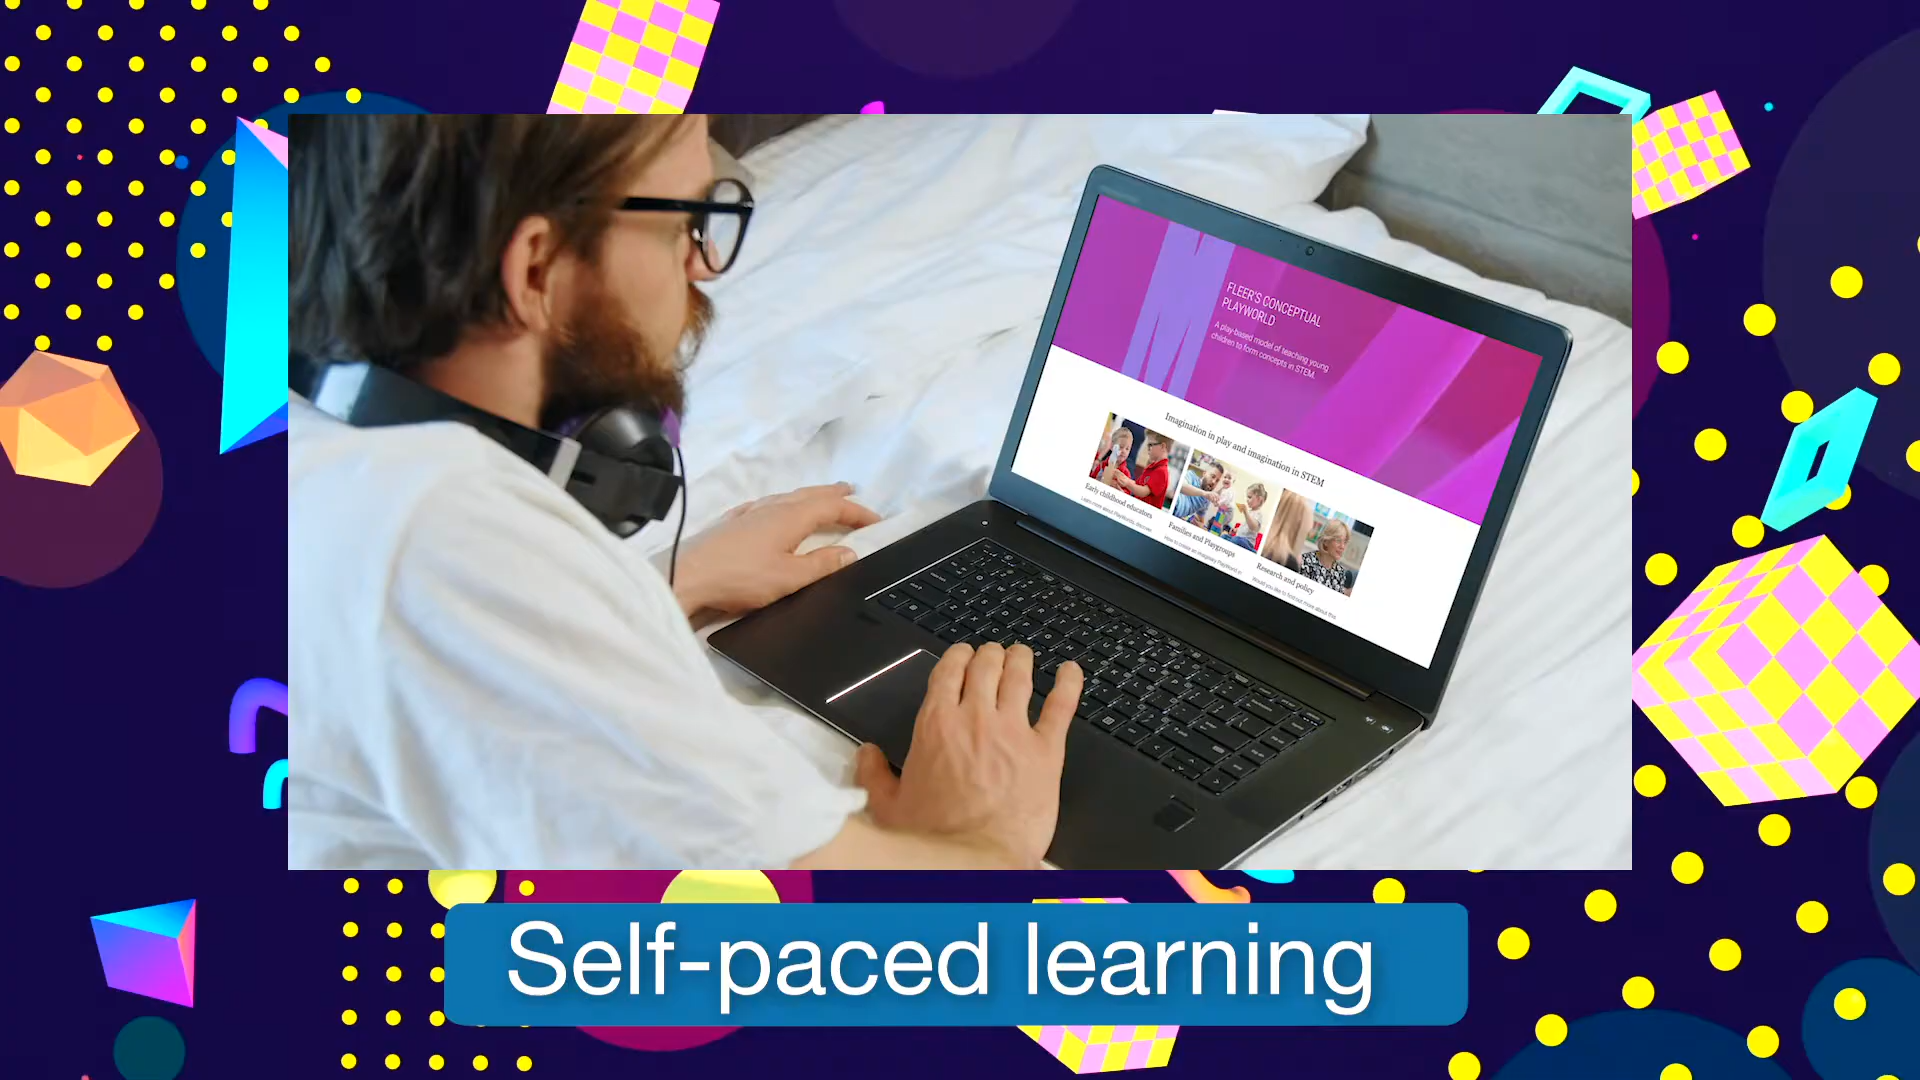 FLEER'S CONCEPTUAL
PLAYWORLD
A play-based model of teaching young
children to form concepts in STEM.
Imagination in play and imagination in STEM
Early childhood educators
Families and Playgroups
Research and policy
Self-paced learning